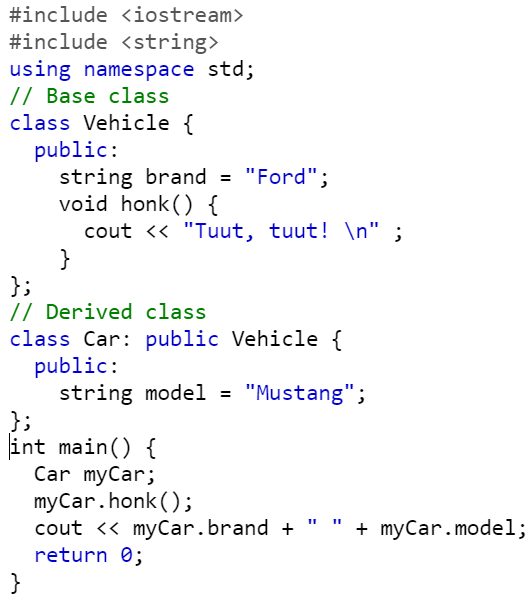 #include <iostream>
#include <string>
using namespace std;
// Base class
class Vehicle {
  public:
    string brand = "Ford";
    void honk() {
      cout << "Tuut, tuut! \n" ;
    }
};
// Derived class
class Car: public Vehicle {
  public:
    string model = "Mustang";
};
int main() {
  Car myCar;
  myCar.honk();
  cout << myCar.brand + " " + myCar.model;
  return 0;
}